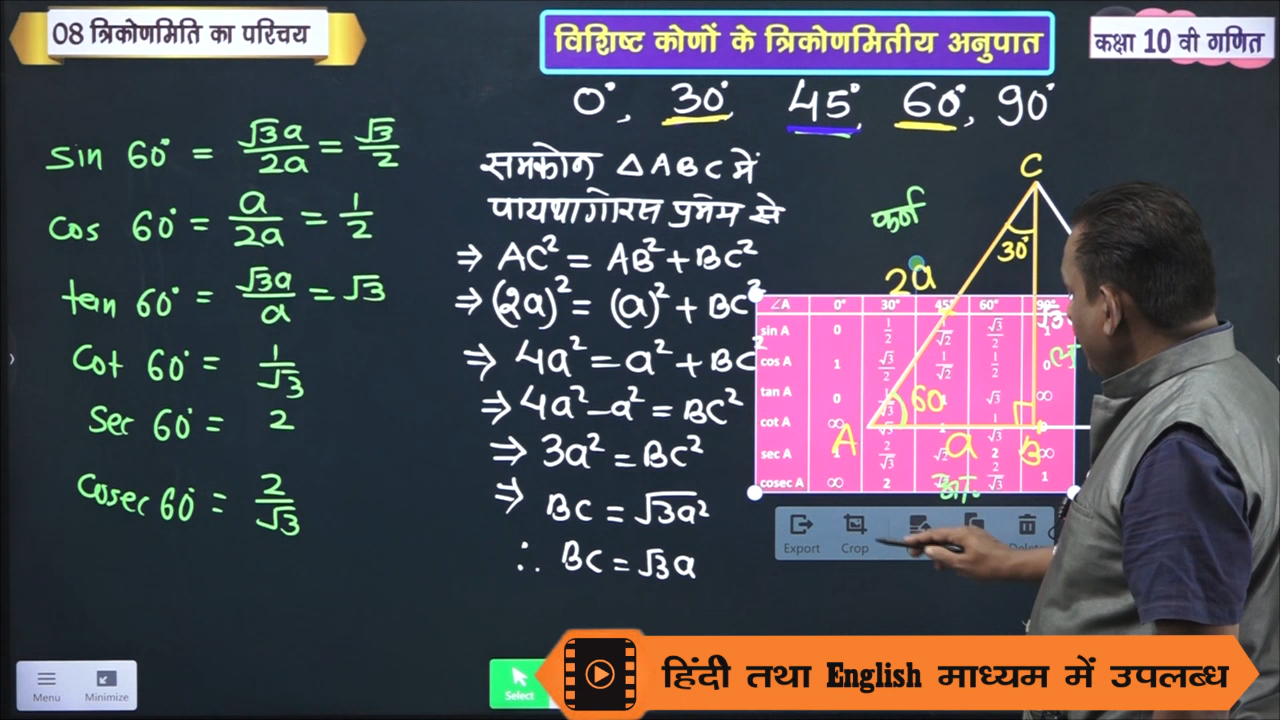 08 त्रिकोणमिति का परिचय
विशिष्ट कोणों के त्रिकोणमितीय अनुपात
कक्षा 10 वी गणित
0°, 30°, 45°, 60°, 90°
sin 60° = √3a/2a = √3/2
cos 60° = a/2a = 1/2
tan 60° = √3a/a = √3
cot 60° = 1/√3
sec 60° = 2
cosec 60° = 2/√3
समकोन △ABC में
पायथागोरस प्रमेय से
⇒ AC² = AB² + BC²
⇒ (2a)² = (a)² + BC²
⇒ 4a² = a² + BC²
⇒ 4a² - a² = BC²
⇒ 3a² = BC²
⇒ BC = √3a²
∴ BC = √3a
C
कर्ण
30°
2a
60
A
a
B
∠A 0° 30° 45° 60° 90°
sin A 0 1/2 1/√2 √3/2 1
cos A 1 √3/2 1/√2 1/2 0
tan A 0 1/√3 √3 ∞
cot A ∞ √3 1 1/√3
sec A 2/√3 √2 2 ∞
cosec A ∞ 2 2/√3 1
Export Crop
Menu Minimize
Select
हिंदी तथा English माध्यम में उपलब्ध